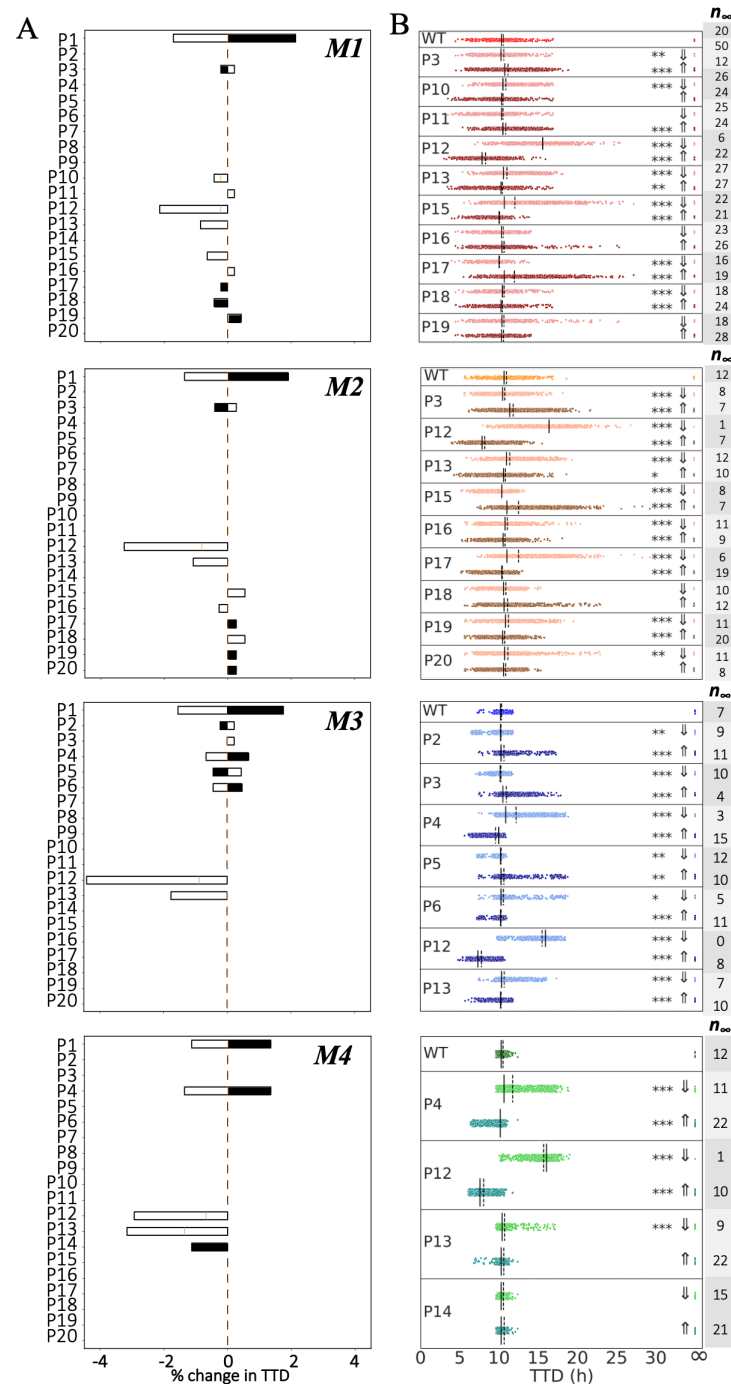 A
M1
P1
P2
P3
P4
P5
P6
P7
P8
P9
P10
P11
P12
P13
P14
P15
P16
P17
P18
P19
P20
M2
P1
P2
P3
P4
P5
P6
P7
P8
P9
P10
P11
P12
P13
P14
P15
P16
P17
P18
P19
P20
M3
P1
P2
P3
P4
P5
P6
P7
P8
P9
P10
P11
P12
P13
P14
P15
P16
P17
P18
P19
P20
M4
P1
P2
P3
P4
P5
P6
P7
P8
P9
P10
P11
P12
P13
P14
P15
P16
P17
P18
P19
P20
-4 -2 0 2 4
% change in TTD
B
n∞
WT 20
P3 ** ⇓ 50
*** ⇑ 12
P10 *** ⇓ 26
⇑ 24
P11 ⇓ 25
*** ⇑ 24
P12 *** ⇓ 6
*** ⇑ 22
P13 *** ⇓ 27
** ⇑ 27
P15 *** ⇓ 22
*** ⇑ 21
P16 ⇓ 23
⇑ 26
P17 *** ⇓ 16
*** ⇑ 19
P18 *** ⇓ 18
*** ⇑ 24
P19 ⇓ 18
⇑ 28
n∞
WT 12
P3 *** ⇓ 8
*** ⇑ 7
P12 *** ⇓ 1
*** ⇑ 7
P13 *** ⇓ 12
* ⇑ 10
P15 *** ⇓ 8
*** ⇑ 7
P16 *** ⇓ 11
*** ⇑ 9
P17 *** ⇓ 6
*** ⇑ 19
P18 ⇓ 10
⇑ 12
P19 *** ⇓ 11
*** ⇑ 20
P20 ** ⇓ 11
⇑ 8
n∞
WT 7
P2 ** ⇓ 9
*** ⇑ 11
P3 *** ⇓ 10
*** ⇑ 4
P4 *** ⇓ 3
*** ⇑ 15
P5 ** ⇓ 12
** ⇑ 10
P6 * ⇓ 5
*** ⇑ 11
P12 *** ⇓ 0
*** ⇑ 8
P13 *** ⇓ 7
*** ⇑ 10
n∞
WT 12
P4 *** ⇓ 11
*** ⇑ 22
P12 *** ⇓ 1
*** ⇑ 10
P13 *** ⇓ 9
⇑ 22
P14 ⇓ 15
⇑ 21
0 5 10 15 20 25 30 ∞
TTD (h)